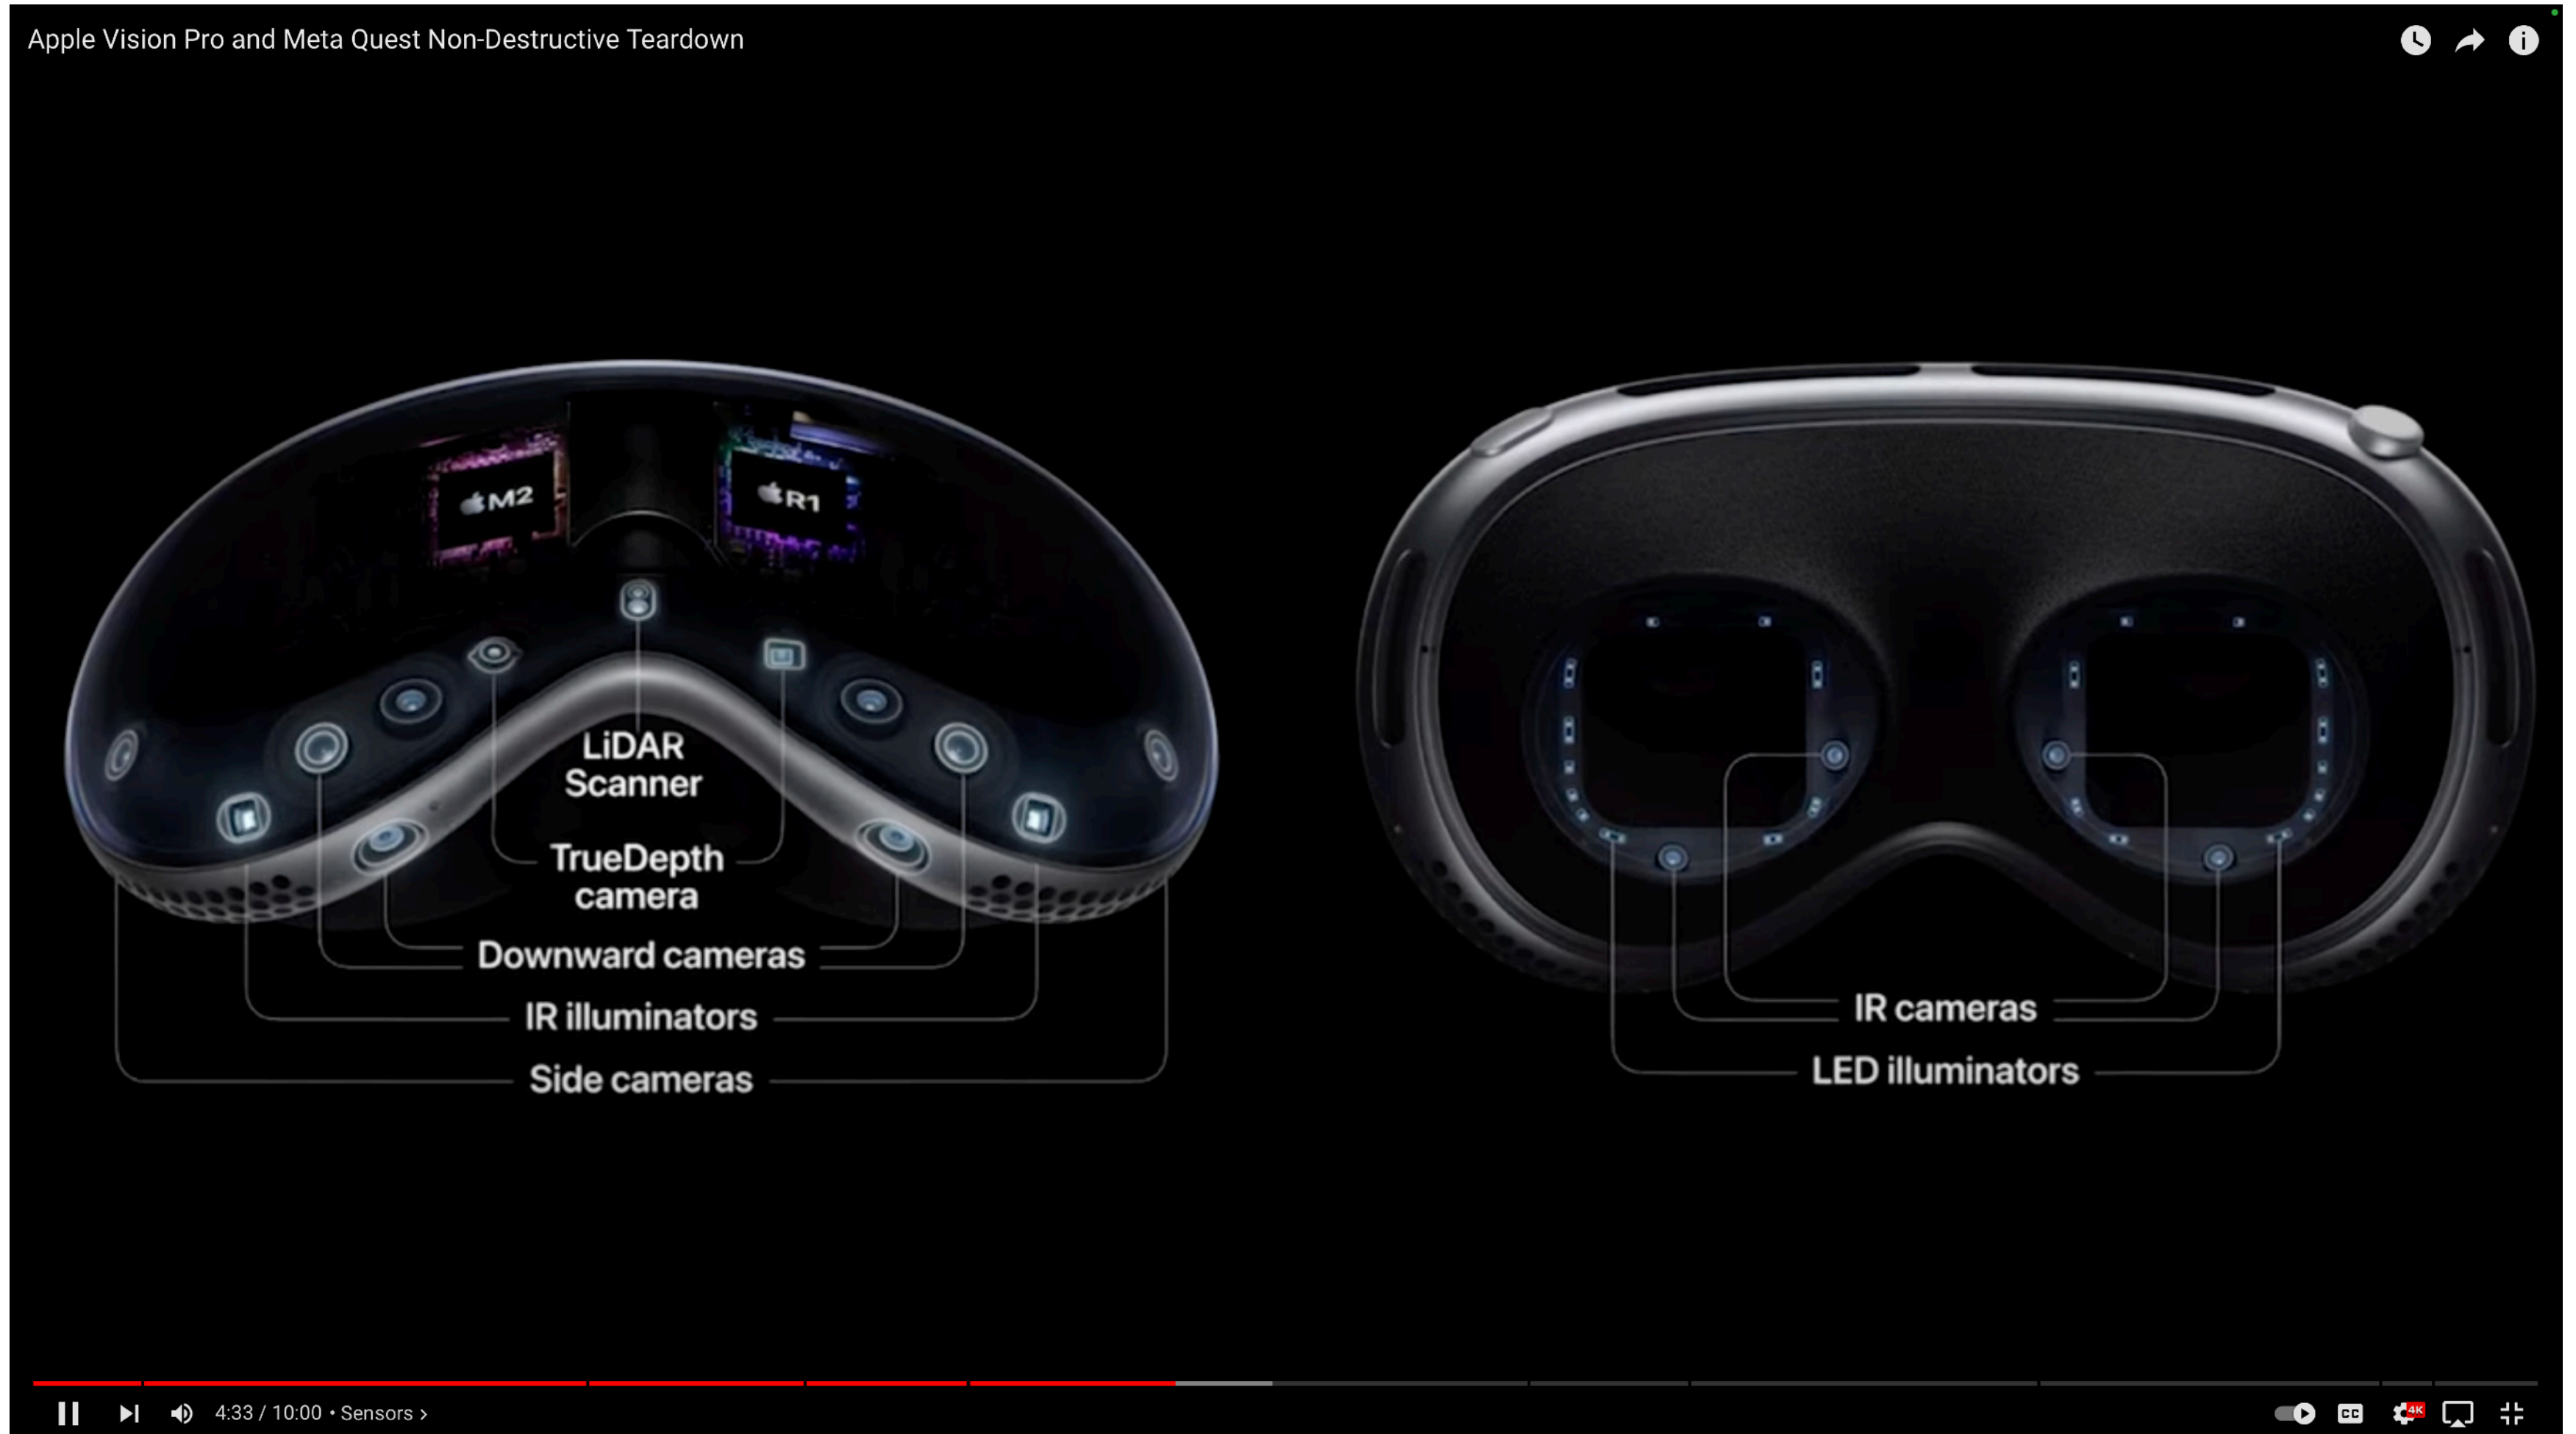 Apple Vision Pro and Meta Quest Non-Destructive Teardown
M2
R1
LiDAR
Scanner
TrueDepth
camera
Downward cameras
IR illuminators
Side cameras
IR cameras
LED illuminators
4:33 / 10:00 • Sensors ›
CC
4K